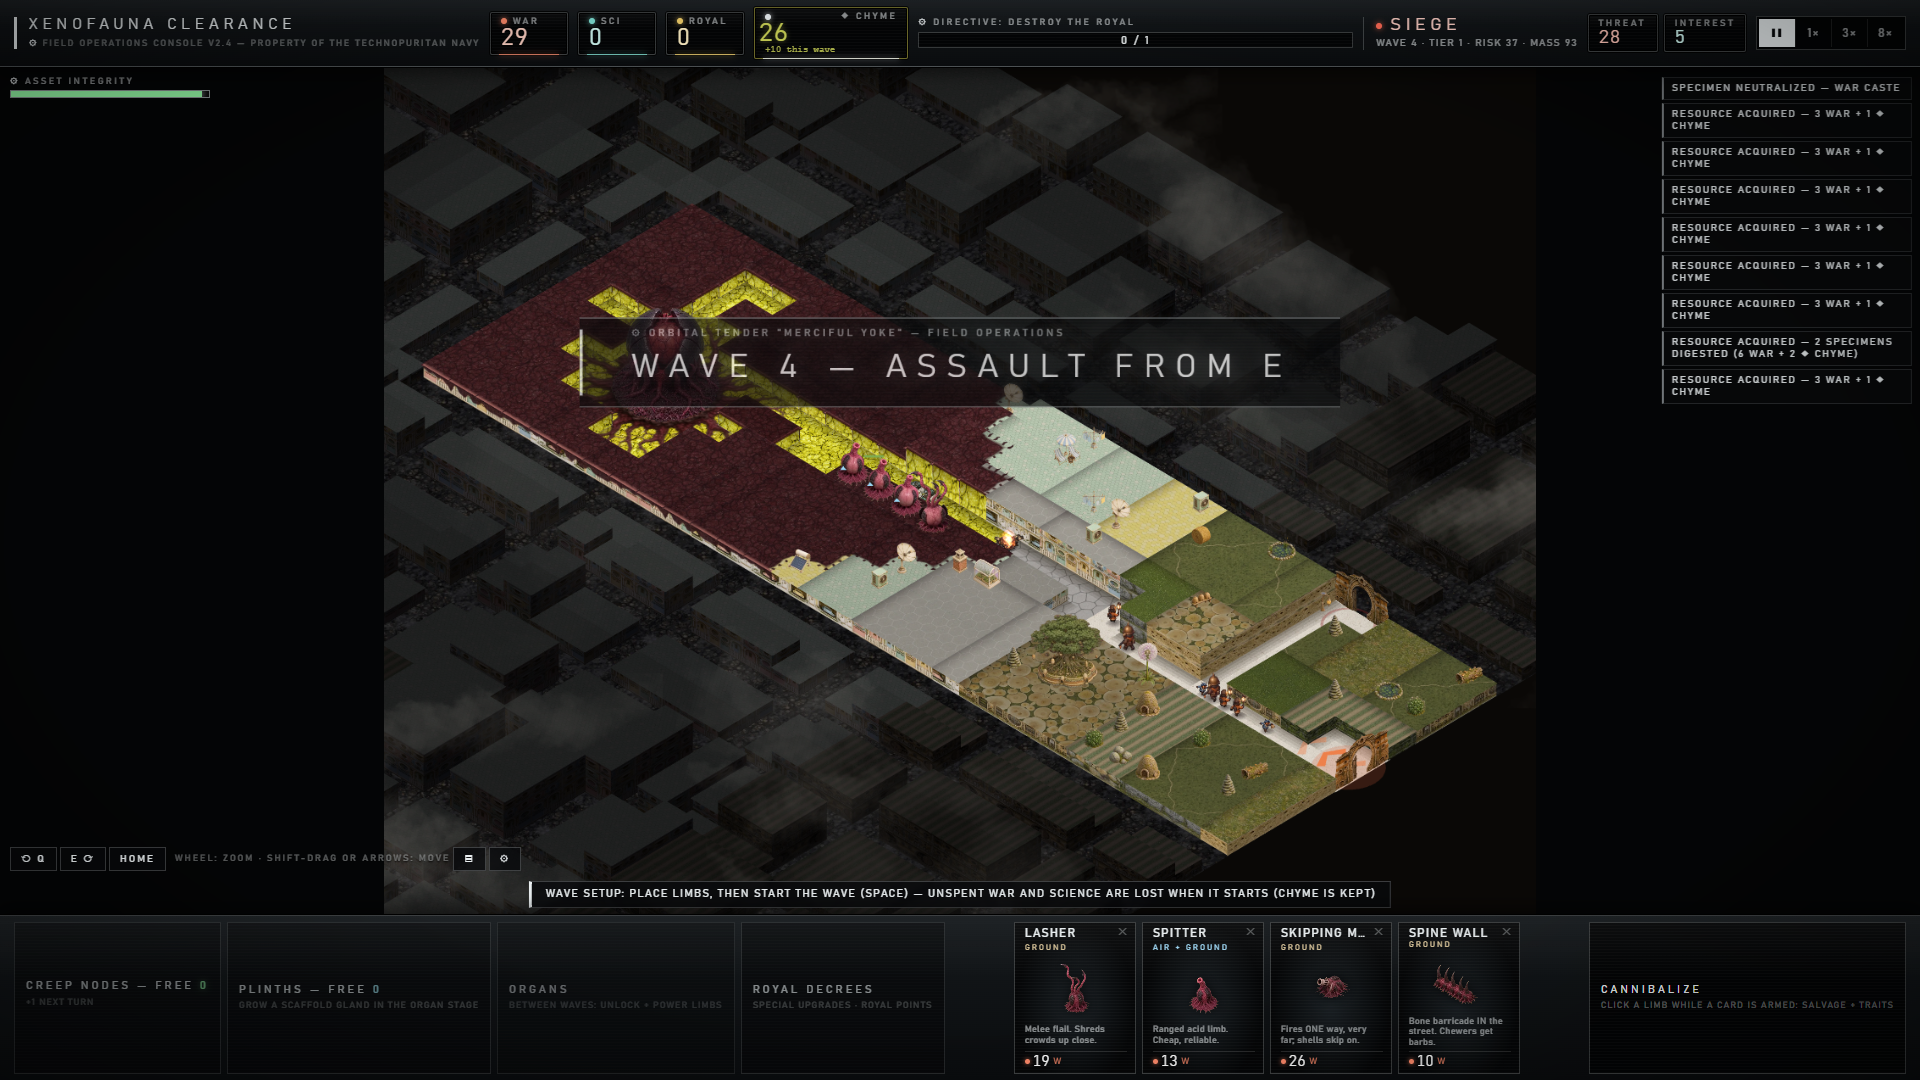 XENOFAUNA CLEARANCE
FIELD OPERATIONS CONSOLE V2.4 — PROPERTY OF THE TECHNOPURITAN NAVY
WAR
29
SCI
0
ROYAL
0
CHYME
26
+10 this wave
DIRECTIVE: DESTROY THE ROYAL
0 / 1
SIEGE
WAVE 4 · TIER 1 · RISK 37 · MASS 93
THREAT
28
INTEREST
5
1×
3×
8×
ASSET INTEGRITY
SPECIMEN NEUTRALIZED — WAR CASTE
RESOURCE ACQUIRED — 3 WAR + 1 ◆
CHYME
RESOURCE ACQUIRED — 3 WAR + 1 ◆
CHYME
RESOURCE ACQUIRED — 3 WAR + 1 ◆
CHYME
RESOURCE ACQUIRED — 3 WAR + 1 ◆
CHYME
RESOURCE ACQUIRED — 3 WAR + 1 ◆
CHYME
RESOURCE ACQUIRED — 3 WAR + 1 ◆
CHYME
RESOURCE ACQUIRED — 2 SPECIMENS
DIGESTED (6 WAR + 2 ◆ CHYME)
RESOURCE ACQUIRED — 3 WAR + 1 ◆
CHYME
ORBITAL TENDER "MERCIFUL YOKE" — FIELD OPERATIONS
WAVE 4 — ASSAULT FROM E
Q
E
HOME
WHEEL: ZOOM · SHIFT-DRAG OR ARROWS: MOVE
WAVE SETUP: PLACE LIMBS, THEN START THE WAVE (SPACE) — UNSPENT WAR AND SCIENCE ARE LOST WHEN IT STARTS (CHYME IS KEPT)
CREEP NODES — FREE 0
+1 NEXT TURN
PLINTHS — FREE 0
GROW A SCAFFOLD GLAND IN THE ORGAN STAGE
ORGANS
BETWEEN WAVES: UNLOCK + POWER LIMBS
ROYAL DECREES
SPECIAL UPGRADES · ROYAL POINTS
LASHER
GROUND
Melee flail. Shreds
crowds up close.
19 W
SPITTER
AIR + GROUND
Ranged acid limb.
Cheap, reliable.
13 W
SKIPPING M…
GROUND
Fires ONE way, very
far; shells skip on.
26 W
SPINE WALL
GROUND
Bone barricade IN the
street. Chewers get
barbs.
10 W
CANNIBALIZE
CLICK A LIMB WHILE A CARD IS ARMED: SALVAGE + TRAITS